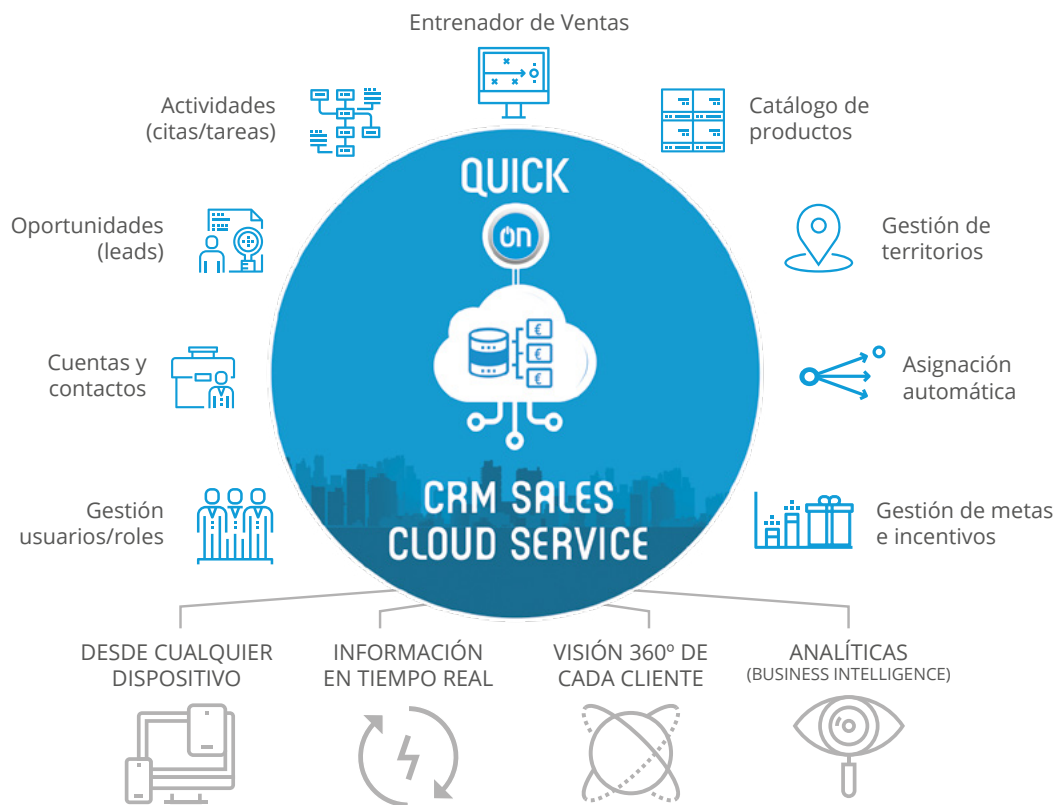 Entrenador de Ventas
Actividades
(citas/tareas)
Catálogo de
productos
QUICK
on
Oportunidades
(leads)
Gestión de
territorios
€
€
€
Cuentas y
contactos
Asignación
automática
CRM SALES
CLOUD SERVICE
Gestión
usuarios/roles
Gestión de metas
e incentivos
DESDE CUALQUIER
DISPOSITIVO
INFORMACIÓN
EN TIEMPO REAL
VISIÓN 360º DE
CADA CLIENTE
ANALÍTICAS
(BUSINESS INTELLIGENCE)